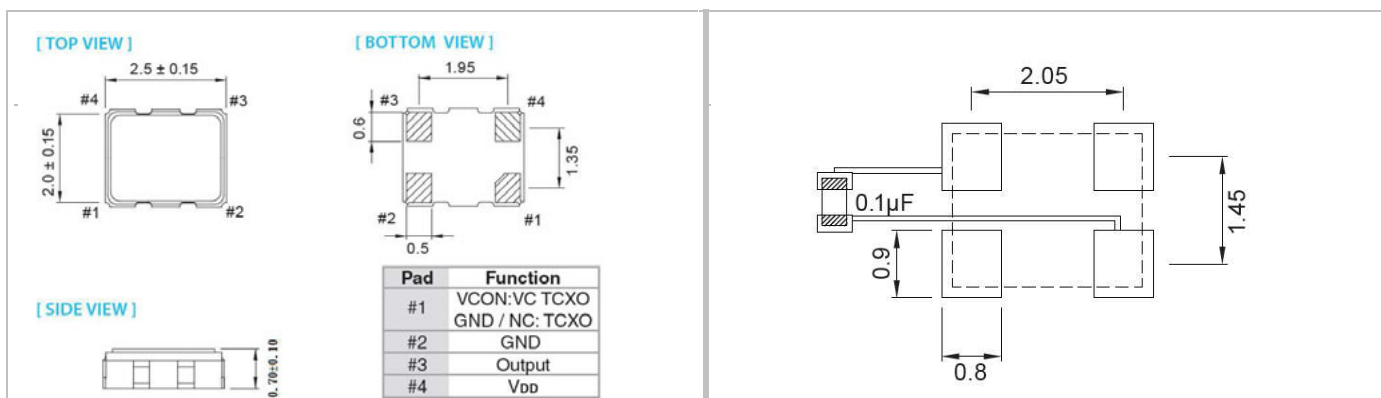 [ TOP VIEW ]
2.5 ± 0.15
#4
#3
2.0 ± 0.15
#1
#2
[ BOTTOM VIEW ]
1.95
#3
#4
0.6
1.35
#2
#1
0.5
[ SIDE VIEW ]
0.70±0.10
Pad Function
#1 VCON:VC TCXO
GND / NC: TCXO
#2 GND
#3 Output
#4 VDD
2.05
0.1µF
1.45
0.9
0.8